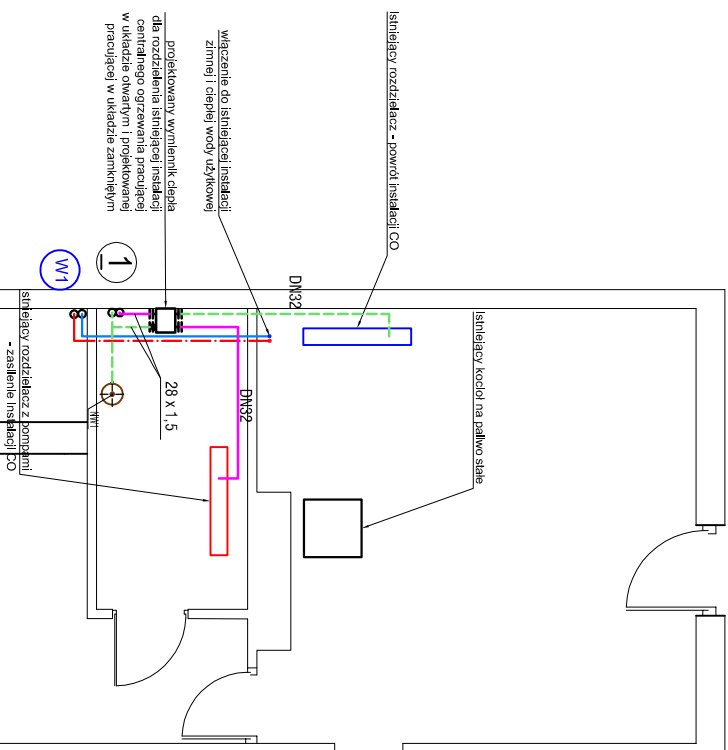 Istniejący rozdzielacz - powrót instalacji CO
włączenie do istniejącej instalacji
zimnej i ciepłej wody użytkowej
projektowany wymiennik ciepła
dla rozdzielenia istniejącej instalacji
centralnego ogrzewania pracującej
w układzie otwartym i projektowanej
pracującej w układzie zamkniętym
Istniejący kocioł na paliwo stałe
DN32
DN32
28 x 1,5
1
W1
NW1
istniejący rozdzielacz z pompami
- zasilenie instalacji CO